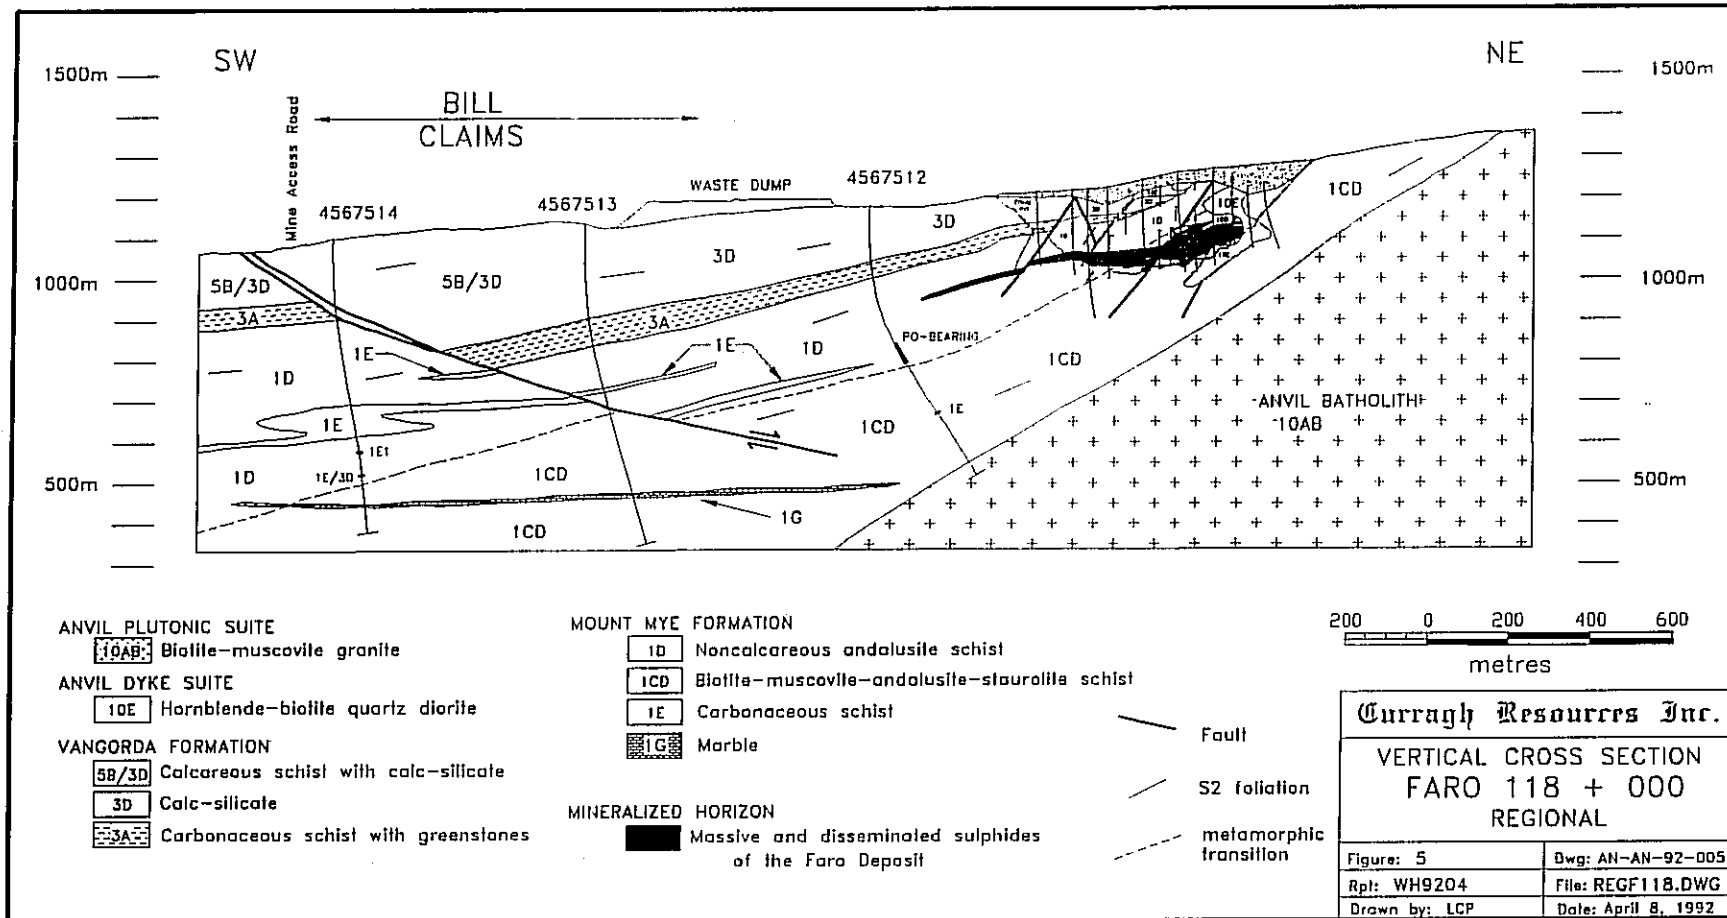 SW
NE
1500m
1500m
BILL
CLAIMS
Mine Access Road
WASTE DUMP
4567512
4567513
4567514
1CD
3D
10E
1D
3D
5B/3D
5B/3D
1000m
1000m
3A
3A
PO-BEARING
1E
1E
1D
1CD
1D
1E
1E
ANVIL BATHOLITH
10AB
1CD
1E1
1E/3D
1D
1CD
500m
500m
1G
1CD
ANVIL PLUTONIC SUITE
10AB Biotite-muscovite granite
ANVIL DYKE SUITE
10E Hornblende-biotite quartz diorite
VANGORDA FORMATION
5B/3D Calcareous schist with calc-silicate
3D Calc-silicate
3A Carbonaceous schist with greenstones
MOUNT MYE FORMATION
1D Noncalcareous andalusite schist
1CD Biotite-muscovite-andalusite-staurolite schist
1E Carbonaceous schist
1G Marble
MINERALIZED HORIZON
Massive and disseminated sulphides
of the Faro Deposit
Fault
S2 foliation
metamorphic
transition
200 0 200 400 600
metres
Curragh Resources Inc.
VERTICAL CROSS SECTION
FARO 118 + 000
REGIONAL
Figure: 5
Dwg: AN-AN-92-005
Rpt: WH9204
File: REGF118.DWG
Drawn by: LCP
Date: April 8, 1992